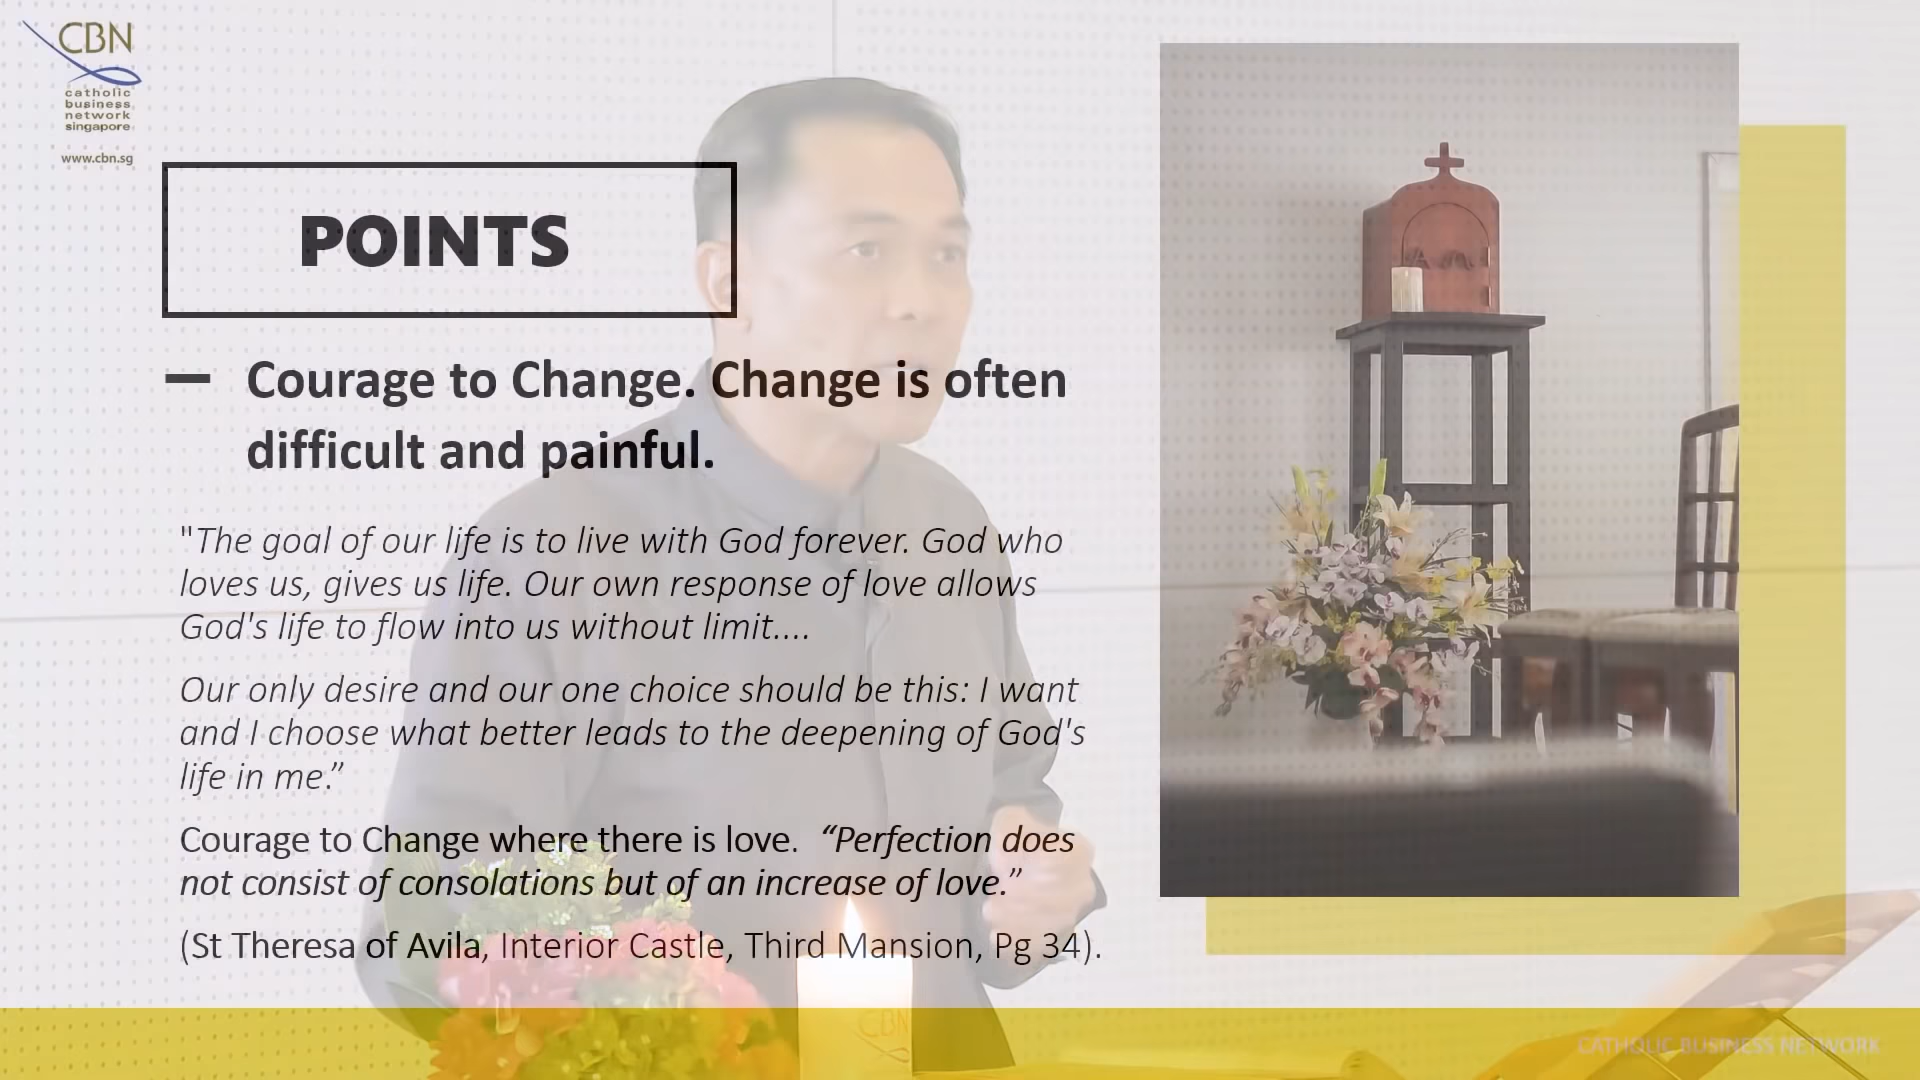 CBN
catholic
business
network
singapore
www.cbn.sg
POINTS
— Courage to Change. Change is often
difficult and painful.
"The goal of our life is to live with God forever. God who
loves us, gives us life. Our own response of love allows
God's life to flow into us without limit....
Our only desire and our one choice should be this: I want
and I choose what better leads to the deepening of God's
life in me.”
Courage to Change where there is love. “Perfection does
not consist of consolations but of an increase of love.”
(St Theresa of Avila, Interior Castle, Third Mansion, Pg 34).
CBN
CATHOLIC BUSINESS NETWORK